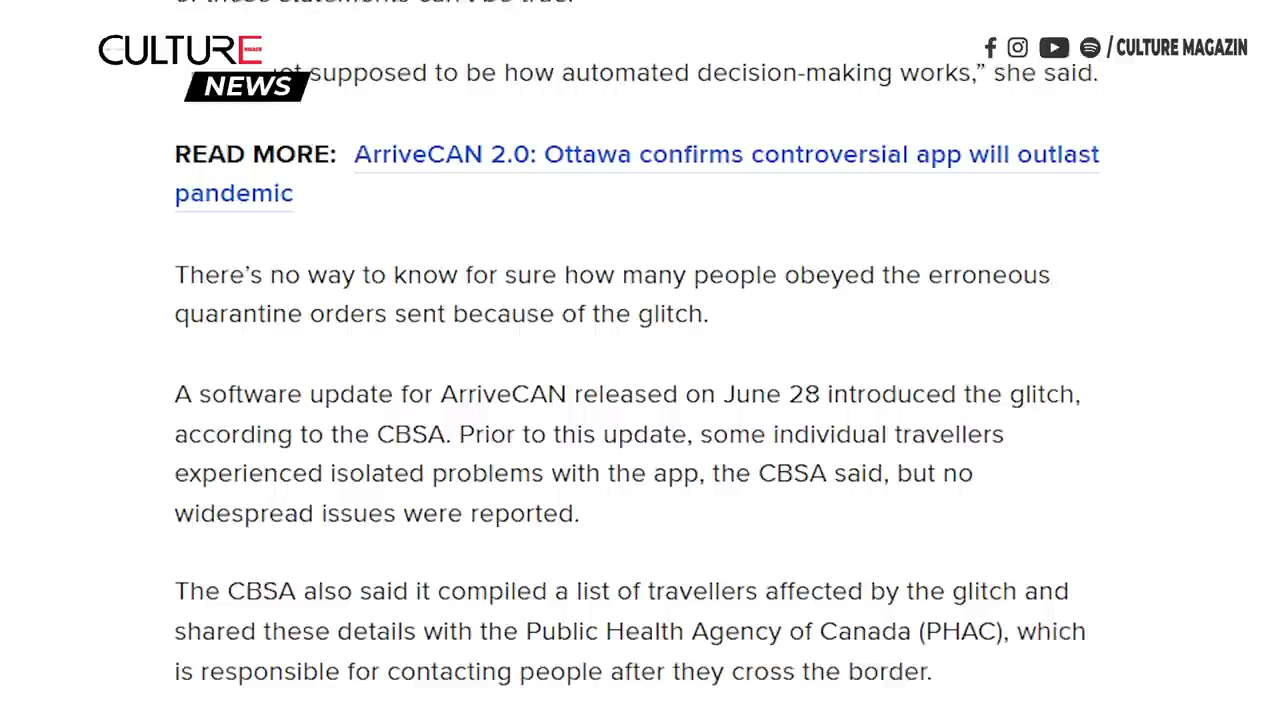 of these statements can't be true.
CULTURE
NEWS
/ CULTURE MAGAZIN
supposed to be how automated decision-making works,” she said.
READ MORE: ArriveCAN 2.0: Ottawa confirms controversial app will outlast
pandemic
There’s no way to know for sure how many people obeyed the erroneous
quarantine orders sent because of the glitch.
A software update for ArriveCAN released on June 28 introduced the glitch,
according to the CBSA. Prior to this update, some individual travellers
experienced isolated problems with the app, the CBSA said, but no
widespread issues were reported.
The CBSA also said it compiled a list of travellers affected by the glitch and
shared these details with the Public Health Agency of Canada (PHAC), which
is responsible for contacting people after they cross the border.